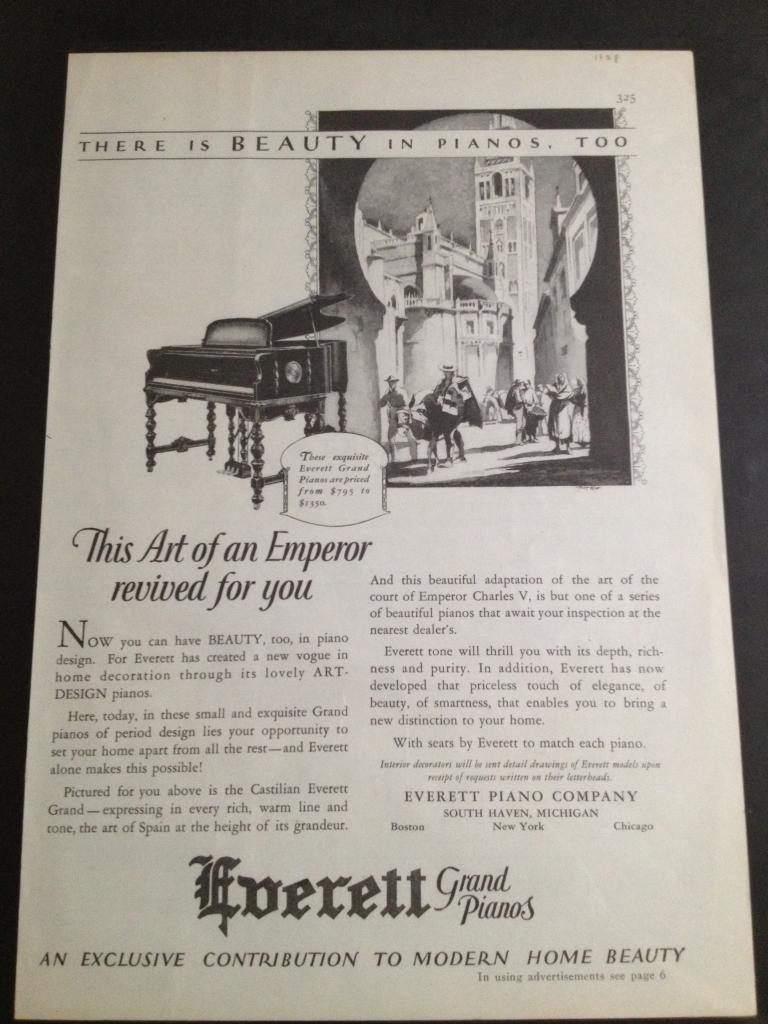 1928
325
THERE IS BEAUTY IN PIANOS, TOO
These exquisite
Everett Grand
Pianos are priced
from $795 to
$1350.
This Art of an Emperor
revived for you
NOW you can have BEAUTY, too, in piano
design. For Everett has created a new vogue in
home decoration through its lovely ART-
DESIGN pianos.
Here, today, in these small and exquisite Grand
pianos of period design lies your opportunity to
set your home apart from all the rest—and Everett
alone makes this possible!
Pictured for you above is the Castilian Everett
Grand—expressing in every rich, warm line and
tone, the art of Spain at the height of its grandeur.
And this beautiful adaptation of the art of the
court of Emperor Charles V, is but one of a series
of beautiful pianos that await your inspection at the
nearest dealer's.
Everett tone will thrill you with its depth, rich-
ness and purity. In addition, Everett has now
developed that priceless touch of elegance, of
beauty, of smartness, that enables you to bring a
new distinction to your home.
With seats by Everett to match each piano.
Interior decorators will be sent detail drawings of Everett models upon
receipt of requests written on their letterheads.
EVERETT PIANO COMPANY
SOUTH HAVEN, MICHIGAN
Boston New York Chicago
Everett Grand
Pianos
AN EXCLUSIVE CONTRIBUTION TO MODERN HOME BEAUTY
In using advertisements see page 6